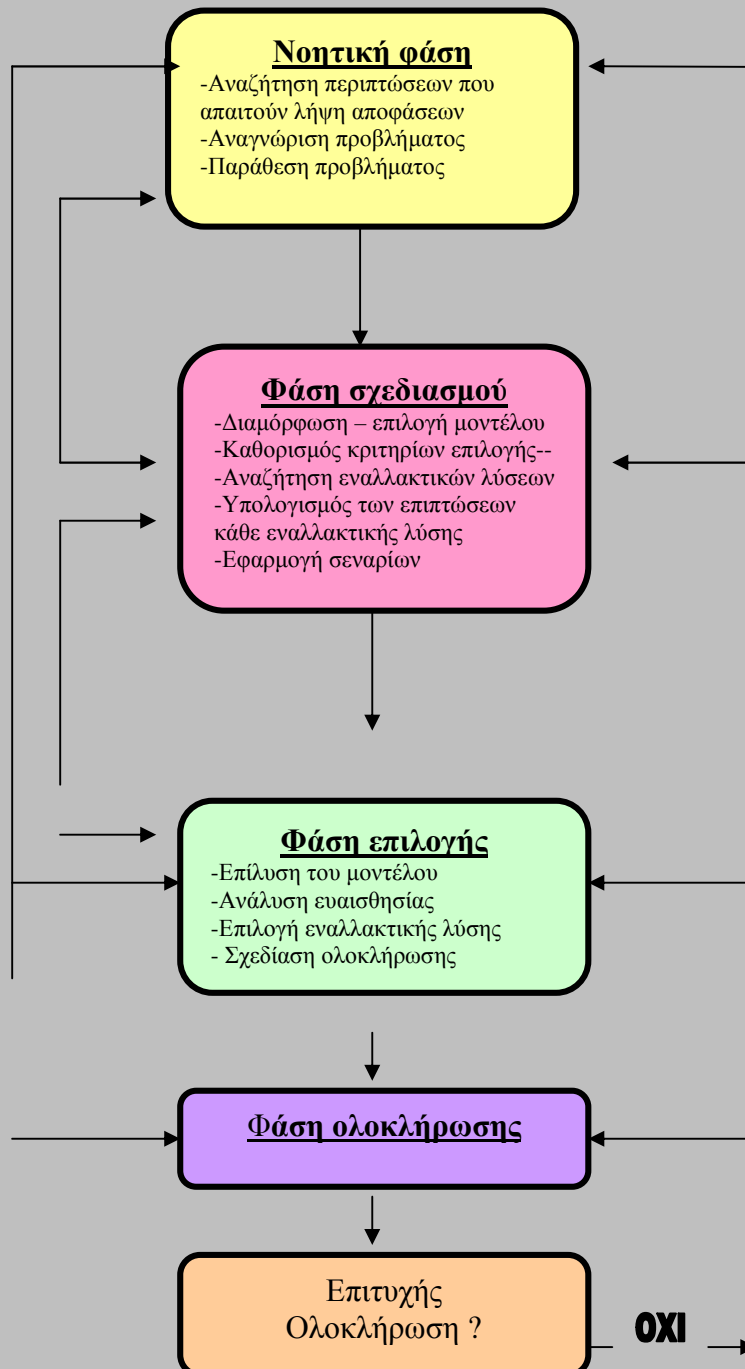 Νοητική φάση
-Αναζήτηση περιπτώσεων που
απαιτούν λήψη αποφάσεων
-Αναγνώριση προβλήματος
-Παράθεση προβλήματος
Φάση σχεδιασμού
-Διαμόρφωση – επιλογή μοντέλου
-Καθορισμός κριτηρίων επιλογής--
-Αναζήτηση εναλλακτικών λύσεων
-Υπολογισμός των επιπτώσεων
κάθε εναλλακτικής λύσης
-Εφαρμογή σεναρίων
Φάση επιλογής
-Επίλυση του μοντέλου
-Ανάλυση ευαισθησίας
-Επιλογή εναλλακτικής λύσης
- Σχεδίαση ολοκλήρωσης
Φάση ολοκλήρωσης
Επιτυχής
Ολοκλήρωση ?
ΟΧΙ